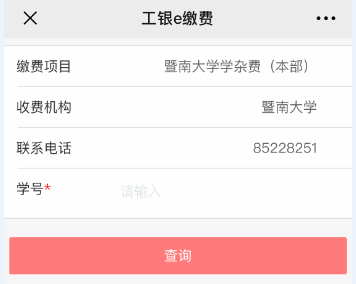 工银e缴费
缴费项目 暨南大学学杂费（本部）
收费机构 暨南大学
联系电话 85228251
学号* 请输入
查询